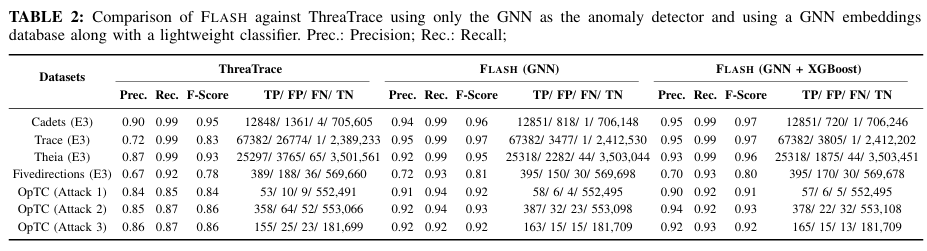 TABLE 2: Comparison of FLASH against ThreaTrace using only the GNN as the anomaly detector and using a GNN embeddings
database along with a lightweight classifier. Prec.: Precision; Rec.: Recall;
Datasets ThreaTrace FLASH (GNN) FLASH (GNN + XGBoost)
Prec. Rec. F-Score TP/ FP/ FN/ TN Prec. Rec. F-Score TP/ FP/ FN/ TN Prec. Rec. F-Score TP/ FP/ FN/ TN
Cadets (E3) 0.90 0.99 0.95 12848/ 1361/ 4/ 705,605 0.94 0.99 0.96 12851/ 818/ 1/ 706,148 0.95 0.99 0.97 12851/ 720/ 1/ 706,246
Trace (E3) 0.72 0.99 0.83 67382/ 26774/ 1/ 2,389,233 0.95 0.99 0.97 67382/ 3477/ 1/ 2,412,530 0.95 0.99 0.97 67382/ 3805/ 1/ 2,412,202
Theia (E3) 0.87 0.99 0.93 25297/ 3765/ 65/ 3,501,561 0.92 0.99 0.95 25318/ 2282/ 44/ 3,503,044 0.93 0.99 0.96 25318/ 1875/ 44/ 3,503,451
Fivedirections (E3) 0.67 0.92 0.78 389/ 188/ 36/ 569,660 0.72 0.93 0.81 395/ 150/ 30/ 569,698 0.70 0.93 0.80 395/ 170/ 30/ 569,678
OpTC (Attack 1) 0.84 0.85 0.84 53/ 10/ 9/ 552,491 0.91 0.94 0.92 58/ 6/ 4/ 552,495 0.90 0.92 0.91 57/ 6/ 5/ 552,495
OpTC (Attack 2) 0.85 0.87 0.86 358/ 64/ 52/ 553,066 0.92 0.94 0.93 387/ 32/ 23/ 553,098 0.94 0.92 0.93 378/ 22/ 32/ 553,108
OpTC (Attack 3) 0.86 0.87 0.86 155/ 25/ 23/ 181,699 0.92 0.92 0.92 163/ 15/ 15/ 181,709 0.92 0.93 0.92 165/ 15/ 13/ 181,709